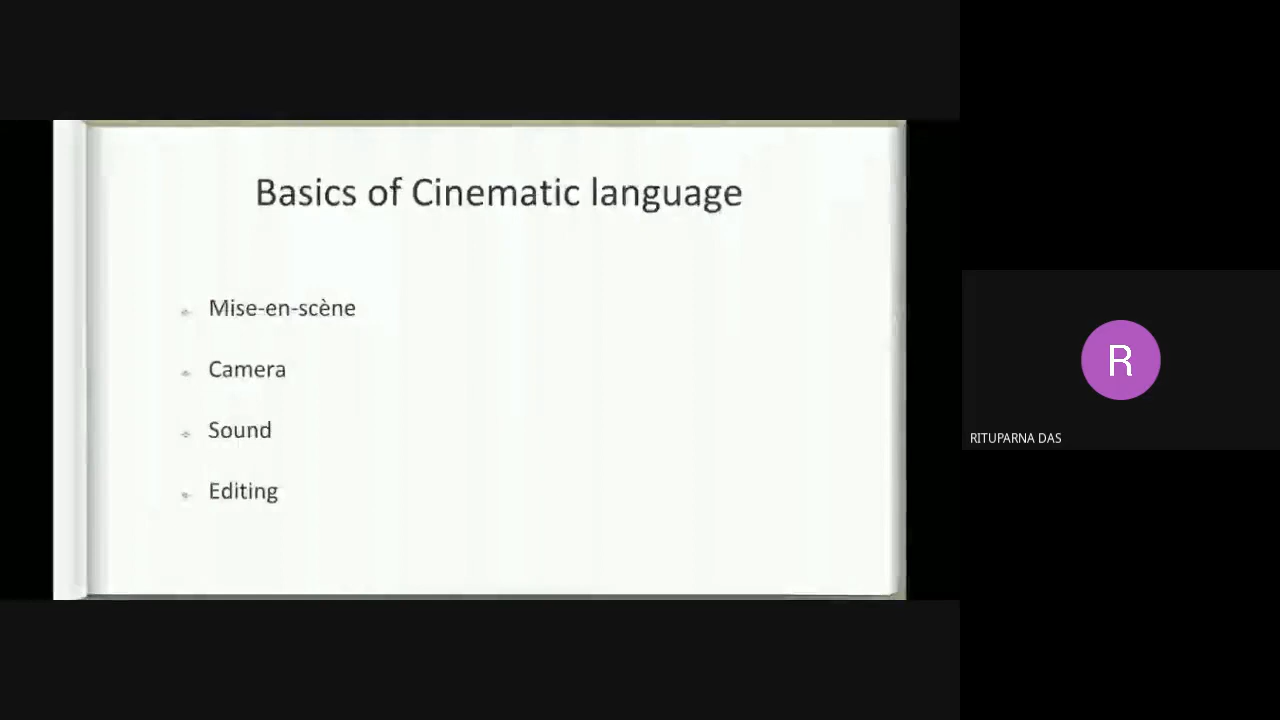 Basics of Cinematic language
Mise-en-scène
Camera
Sound
Editing
R
RITUPARNA DAS